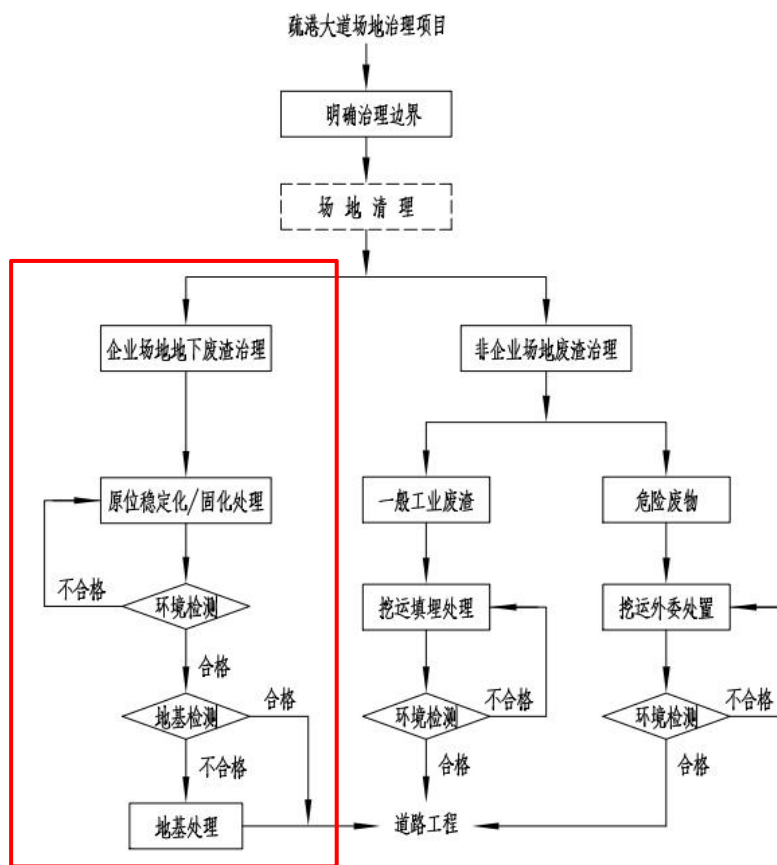 疏港大道场地治理项目
明确治理边界
场地清理
企业场地地下废渣治理
非企业场地废渣治理
原位稳定化/固化处理
一般工业废渣
危险废物
不合格
环境检测
挖运填埋处理
挖运外委处置
合格
地基检测
合格
环境检测
不合格
环境检测
不合格
不合格
合格
合格
地基处理
道路工程